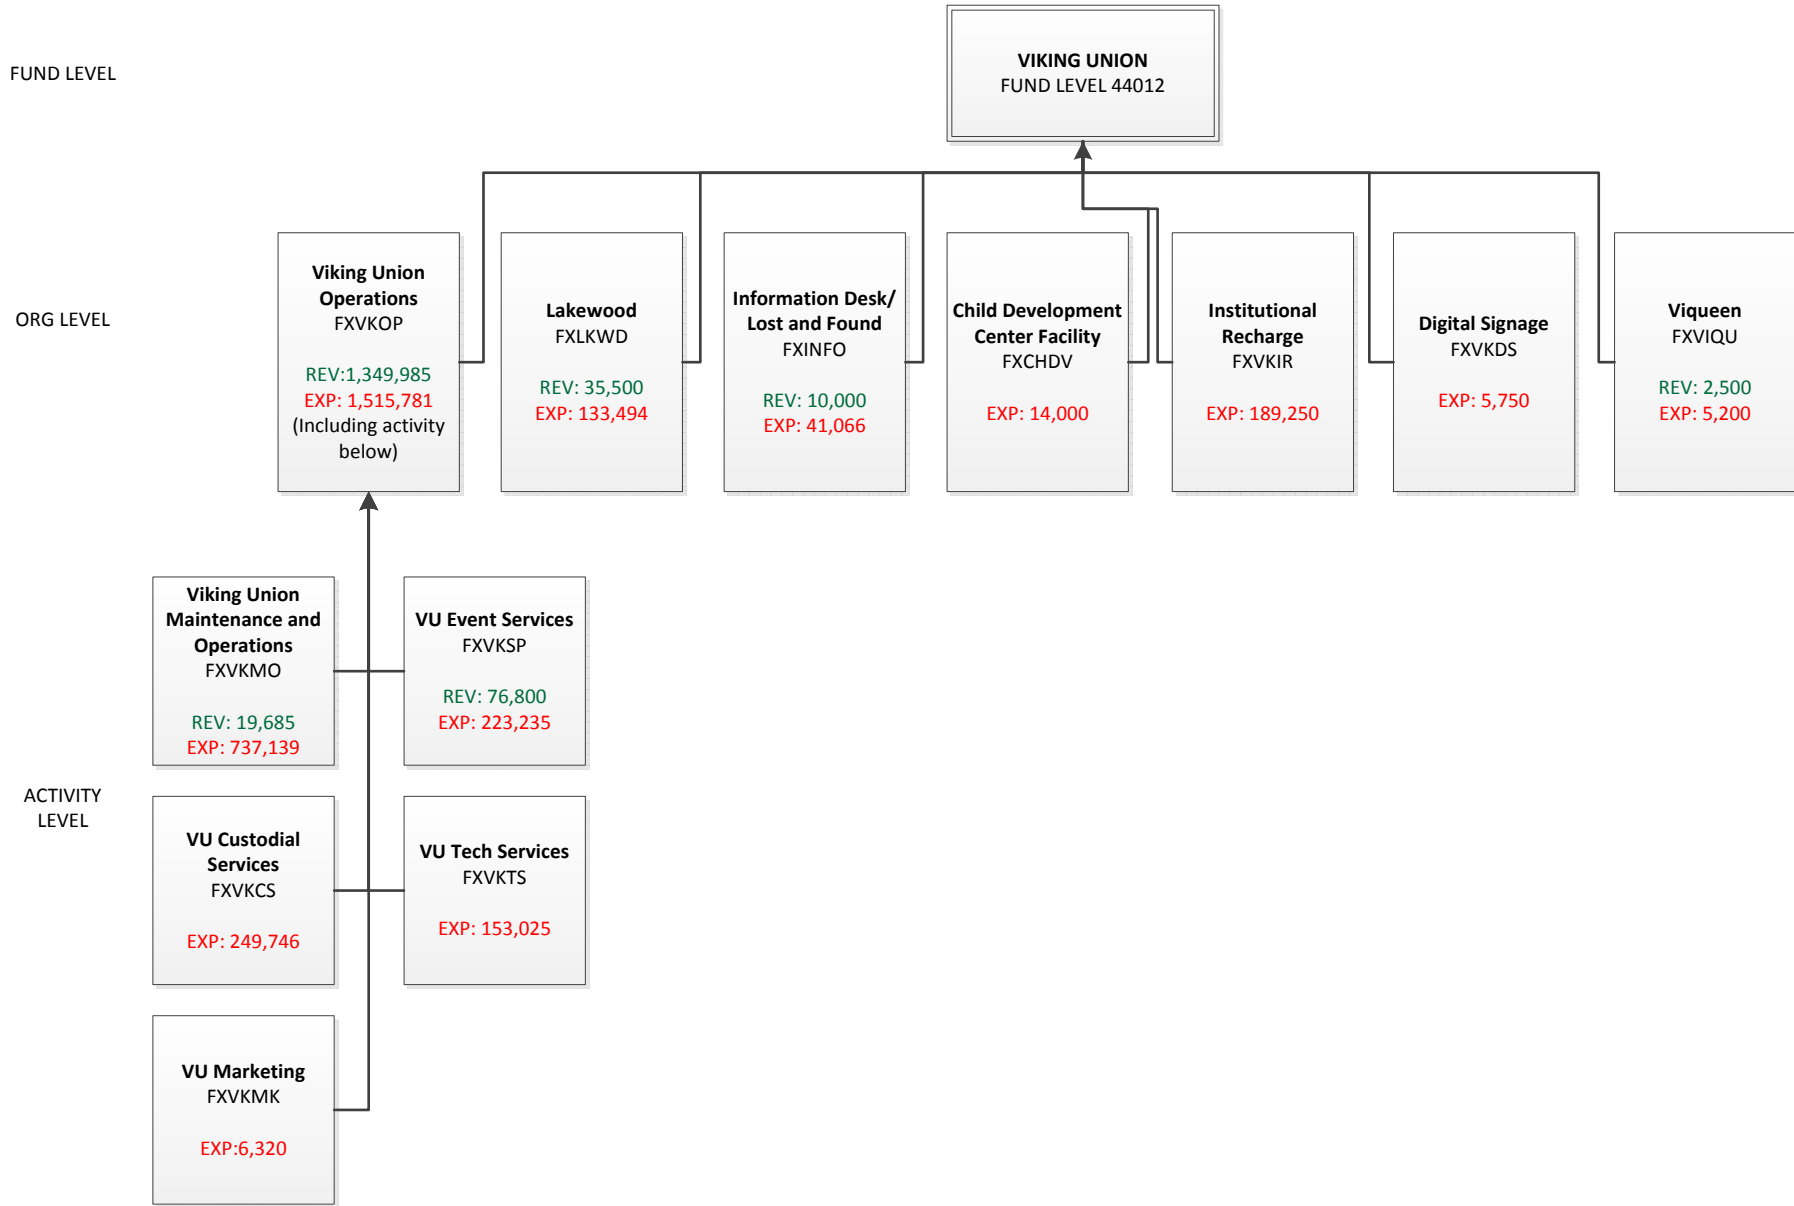 FUND LEVEL
VIKING UNION
FUND LEVEL 44012
ORG LEVEL
Viking Union
Operations
FXVKOP
REV:1,349,985
EXP: 1,515,781
(Including activity
below)
Lakewood
FXLKWD
REV: 35,500
EXP: 133,494
Information Desk/
Lost and Found
FXINFO
REV: 10,000
EXP: 41,066
Child Development
Center Facility
FXCHDV
EXP: 14,000
Institutional
Recharge
FXVKIR
EXP: 189,250
Digital Signage
FXVKDS
EXP: 5,750
Viqueen
FXVIQU
REV: 2,500
EXP: 5,200
ACTIVITY
LEVEL
Viking Union
Maintenance and
Operations
FXVKMO
REV: 19,685
EXP: 737,139
VU Event Services
FXVKSP
REV: 76,800
EXP: 223,235
VU Custodial
Services
FXVKCS
EXP: 249,746
VU Tech Services
FXVKTS
EXP: 153,025
VU Marketing
FXVKMK
EXP:6,320